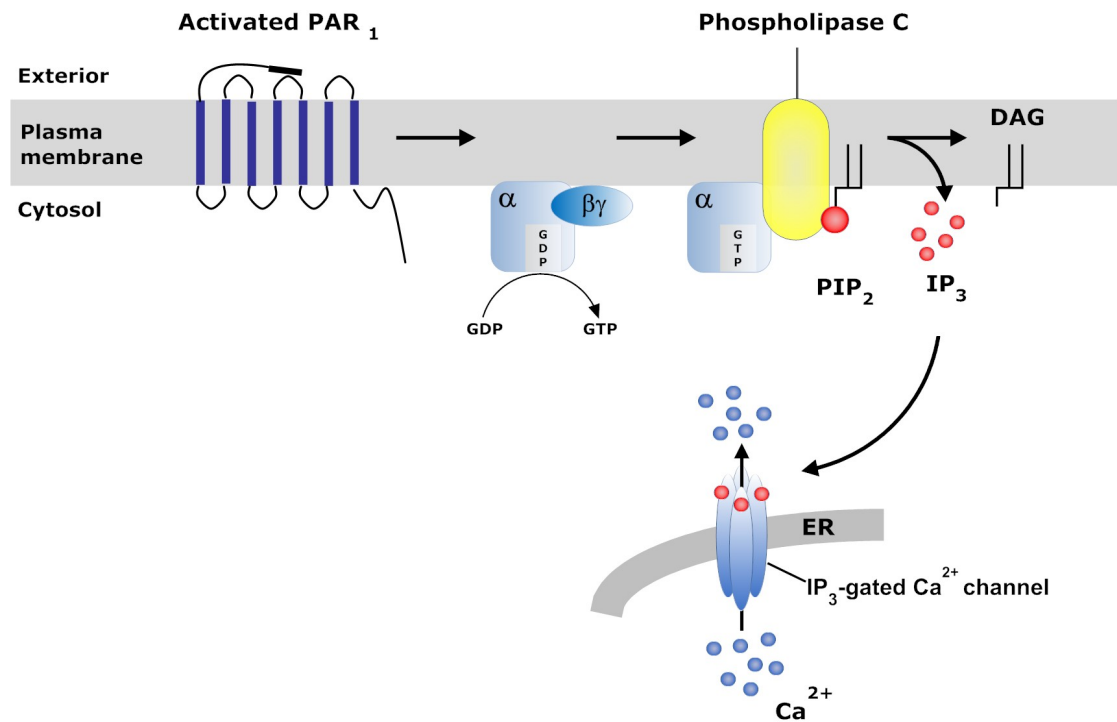 Activated PAR 1
Phospholipase C
Exterior
Plasma
membrane
Cytosol
DAG
α
βγ
G
D
P
GDP
GTP
α
G
T
P
PIP2
IP3
ER
IP3-gated Ca2+ channel
Ca2+